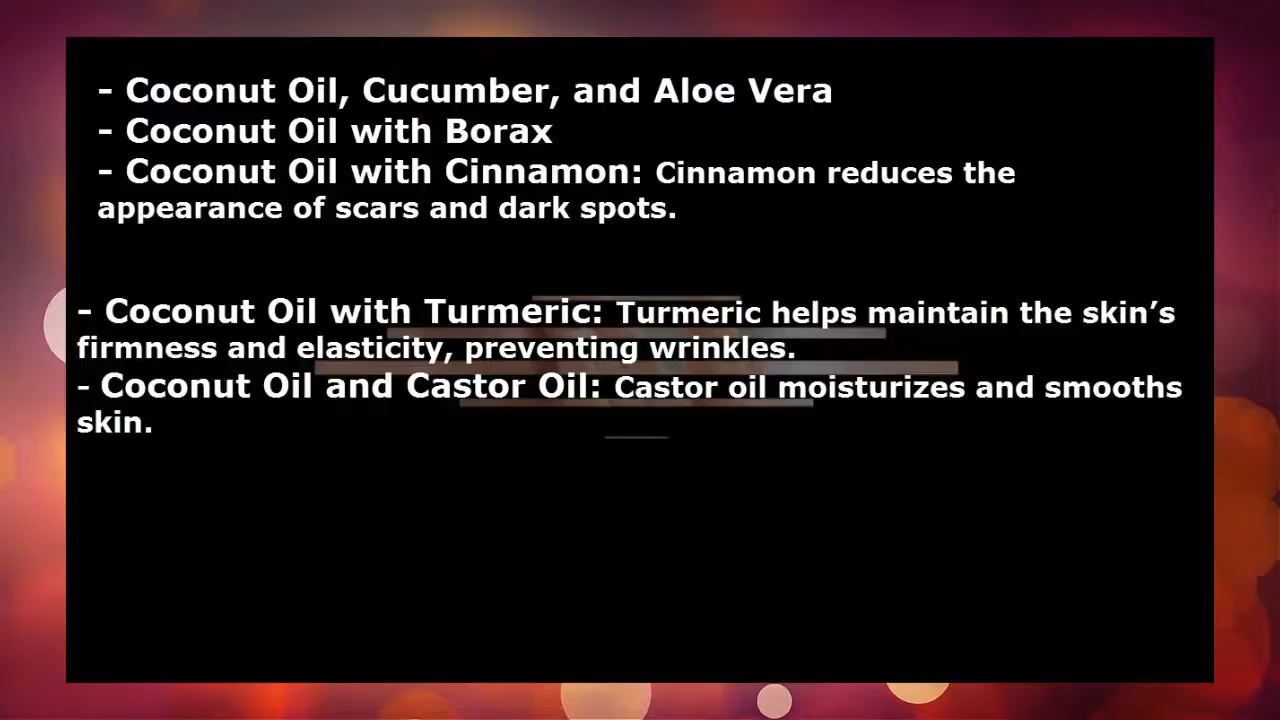 - Coconut Oil, Cucumber, and Aloe Vera
- Coconut Oil with Borax
- Coconut Oil with Cinnamon: Cinnamon reduces the
appearance of scars and dark spots.
- Coconut Oil with Turmeric: Turmeric helps maintain the skin’s
firmness and elasticity, preventing wrinkles.
- Coconut Oil and Castor Oil: Castor oil moisturizes and smooths
skin.